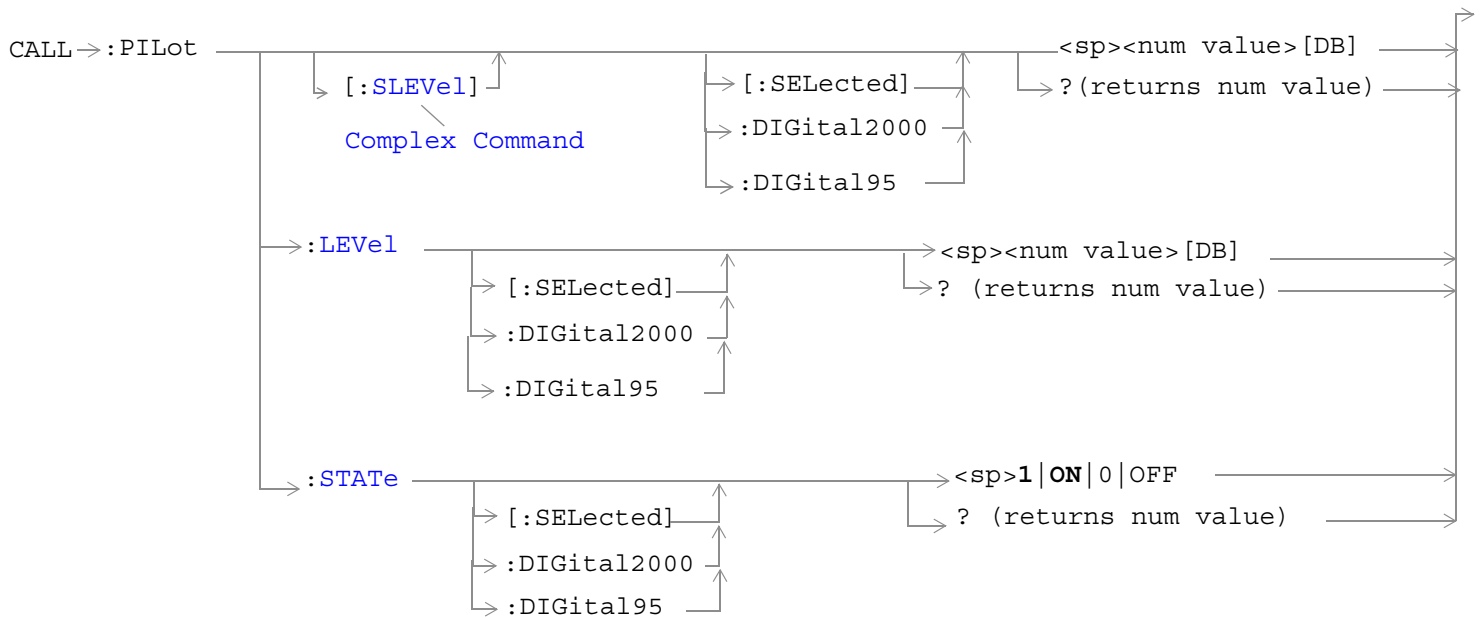 CALL :PILot <sp><num value>[DB]
[:SLEVel] [:SELected] ?(returns num value)
Complex Command :DIGital2000
:DIGital95
:LEVel <sp><num value>[DB]
[:SELected] ? (returns num value)
:DIGital2000
:DIGital95
:STATe <sp>1|ON|0|OFF
[:SELected] ? (returns num value)
:DIGital2000
:DIGital95